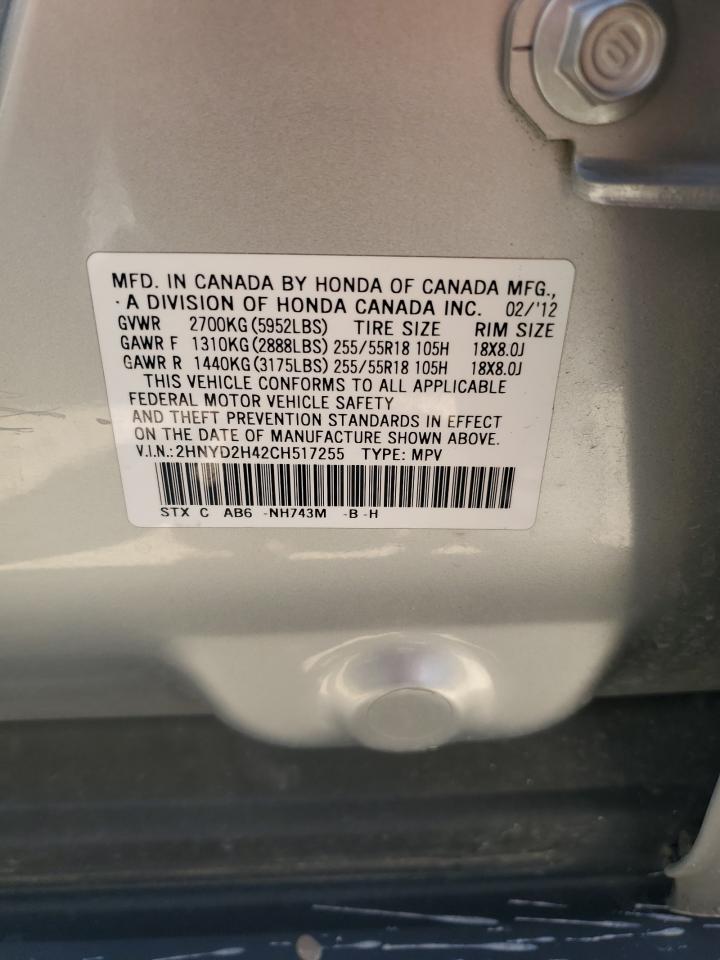 MFD. IN CANADA BY HONDA OF CANADA MFG.,
· A DIVISION OF HONDA CANADA INC. 02/'12
GVWR 2700KG(5952LBS) TIRE SIZE RIM SIZE
GAWR F 1310KG(2888LBS) 255/55R18 105H 18X8.0J
GAWR R 1440KG(3175LBS) 255/55R18 105H 18X8.0J
THIS VEHICLE CONFORMS TO ALL APPLICABLE
FEDERAL MOTOR VEHICLE SAFETY
AND THEFT PREVENTION STANDARDS IN EFFECT
ON THE DATE OF MANUFACTURE SHOWN ABOVE.
V.I.N.:2HNYD2H42CH517255 TYPE: MPV
STX C AB6 -NH743M -B -H